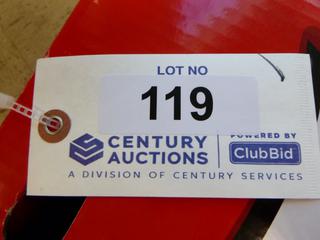 LOT NO
119
POWERED BY
CENTURY
AUCTIONS
ClubBid
A DIVISION OF CENTURY SERVICES